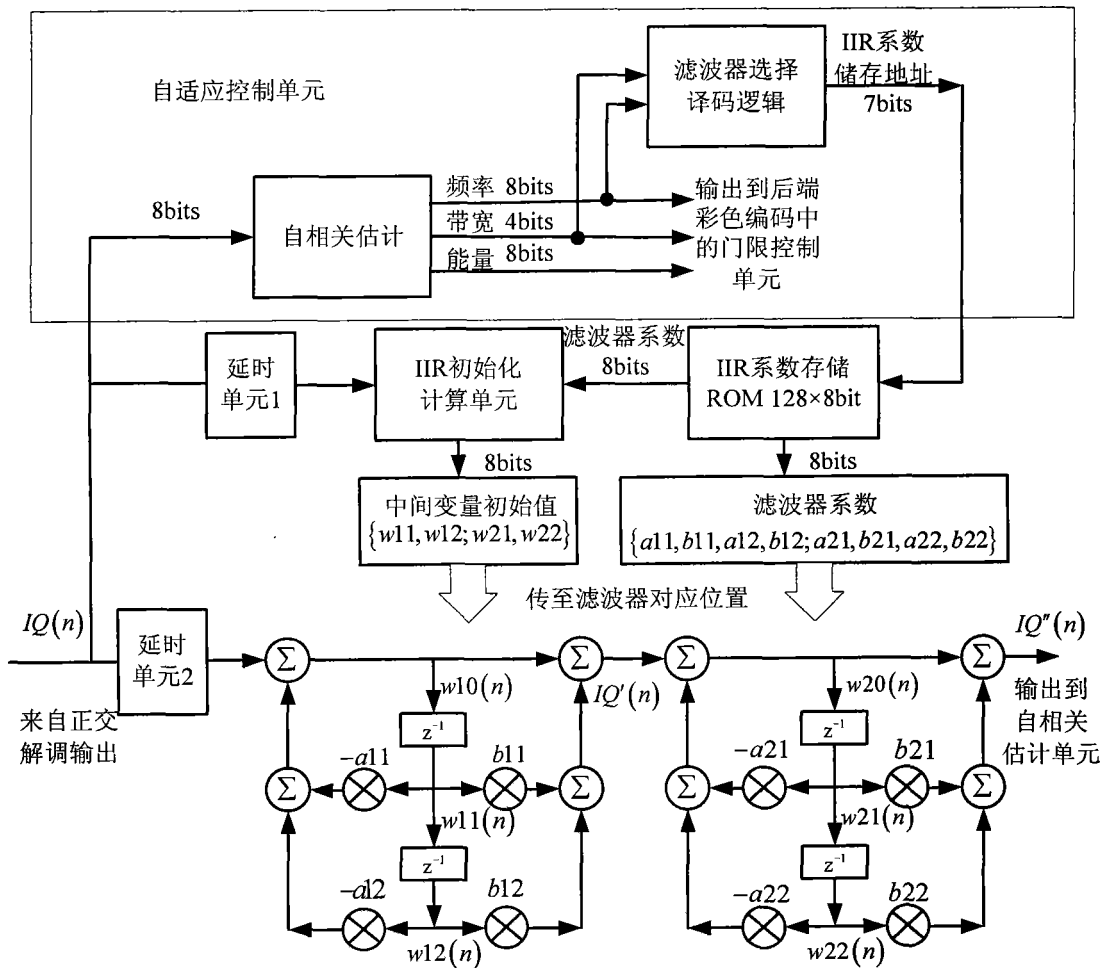 自适应控制单元
滤波器选择
译码逻辑
IIR系数
储存地址
7bits
8bits
自相关估计
频率 8bits
带宽 4bits
能量 8bits
输出到后端
彩色编码中
的门限控制
单元
延时
单元1
IIR初始化
计算单元
滤波器系数
8bits
IIR系数存储
ROM 128×8bit
8bits
8bits
中间变量初始值
{w11,w12;w21,w22}
滤波器系数
{a11,b11,a12,b12;a21,b21,a22,b22}
传至滤波器对应位置
IQ(n)
延时
单元2
来自正交
解调输出
Σ
Σ
Σ
Σ
IQ″(n)
w10(n)
IQ′(n)
w20(n)
输出到
自相关
估计单元
z⁻¹
z⁻¹
−a11
b11
−a21
b21
Σ
Σ
Σ
Σ
w11(n)
w21(n)
z⁻¹
z⁻¹
−a12
b12
−a22
b22
w12(n)
w22(n)